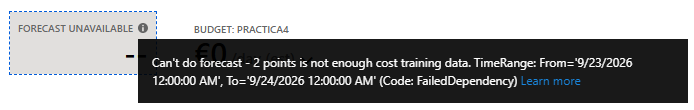 FORECAST UNAVAILABLE
BUDGET: PRACTICA4
--
€0
Can't do forecast - 2 points is not enough cost training data. TimeRange: From='9/23/2026
12:00:00 AM', To='9/24/2026 12:00:00 AM' (Code: FailedDependency) Learn more